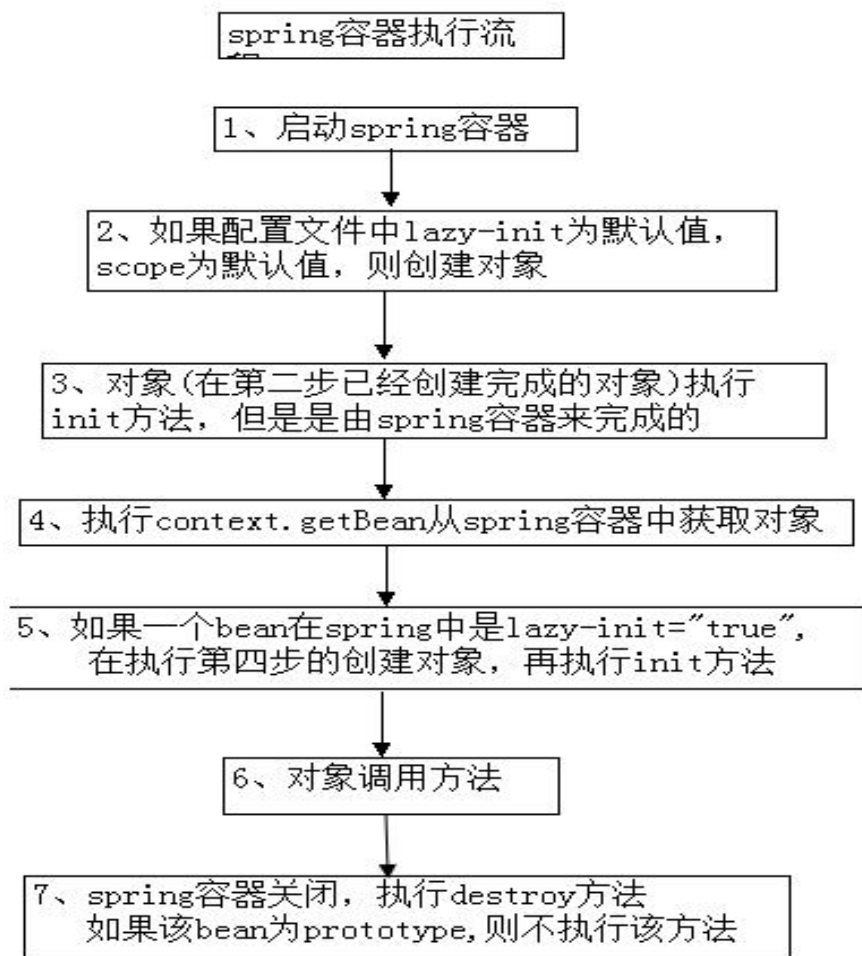 spring容器执行流
1、启动spring容器
2、如果配置文件中lazy-init为默认值，
scope为默认值，则创建对象
3、对象(在第二步已经创建完成的对象)执行
init方法，但是是由spring容器来完成的
4、执行context.getBean从spring容器中获取对象
5、如果一个bean在spring中是lazy-init="true",
在执行第四步的创建对象，再执行init方法
6、对象调用方法
7、spring容器关闭，执行destroy方法
如果该bean为prototype,则不执行该方法